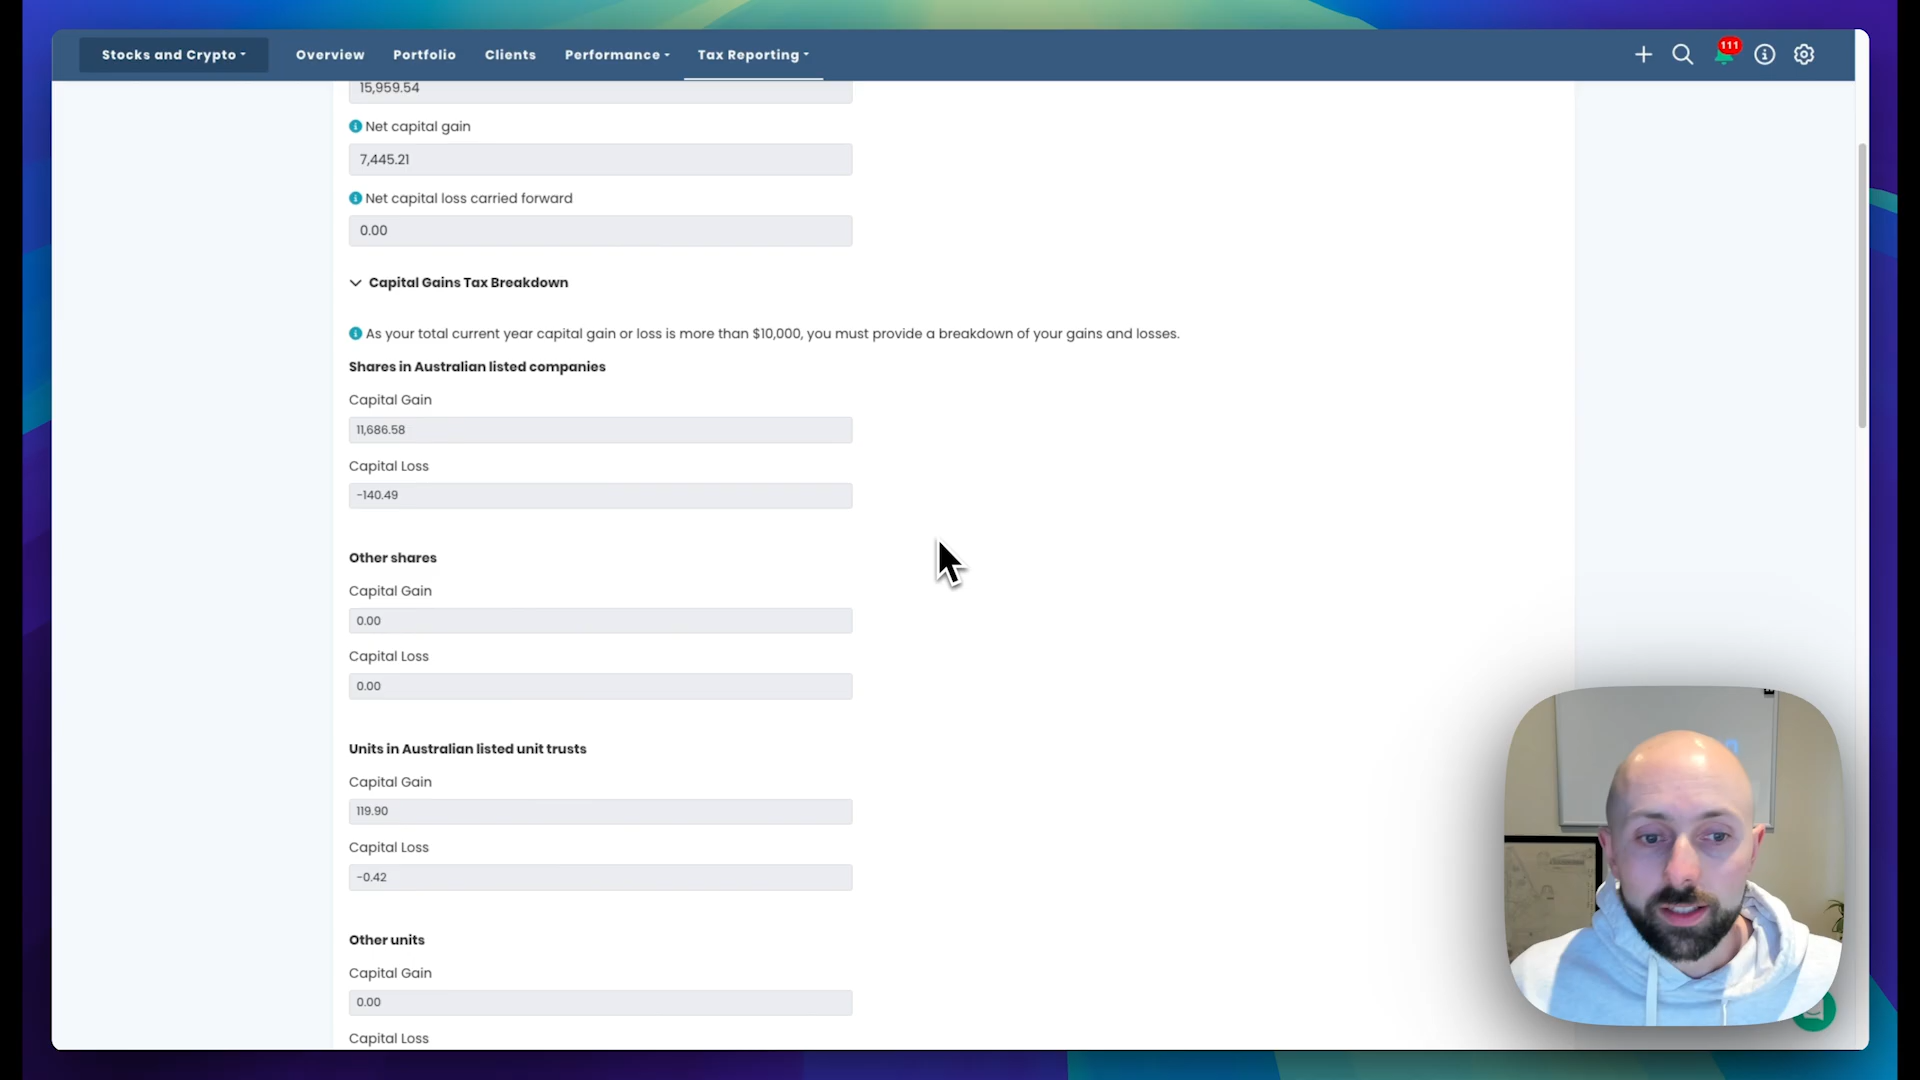 Stocks and Crypto
Overview
Portfolio
Clients
Performance
Tax Reporting
111
15,959.54
Net capital gain
7,445.21
Net capital loss carried forward
0.00
Capital Gains Tax Breakdown
As your total current year capital gain or loss is more than $10,000, you must provide a breakdown of your gains and losses.
Shares in Australian listed companies
Capital Gain
11,686.58
Capital Loss
-140.49
Other shares
Capital Gain
0.00
Capital Loss
0.00
Units in Australian listed unit trusts
Capital Gain
119.90
Capital Loss
-0.42
Other units
Capital Gain
0.00
Capital Loss